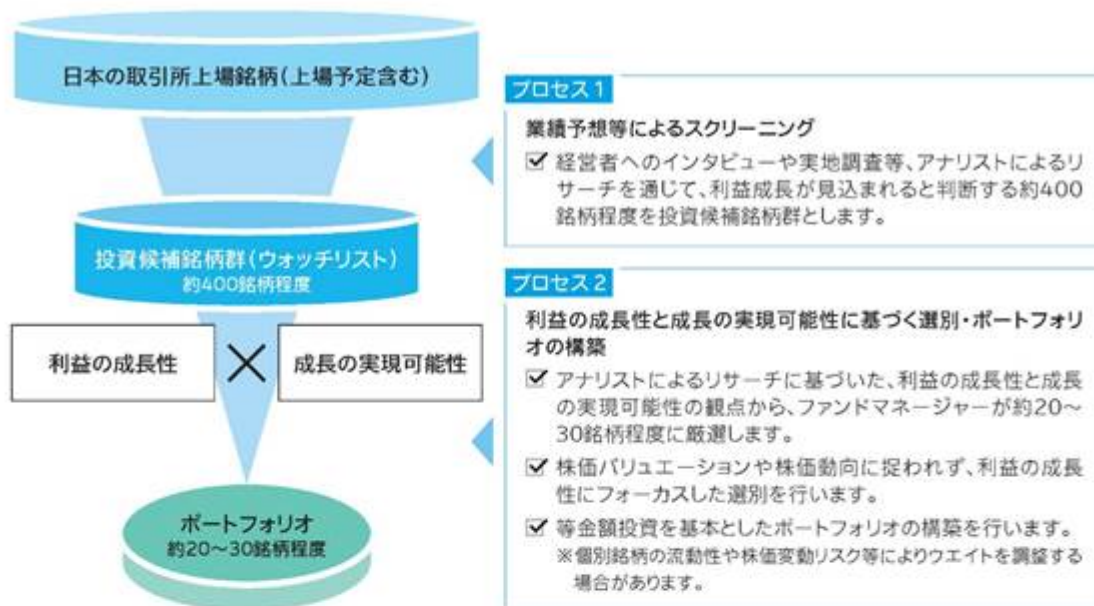 日本の取引所上場銘柄(上場予定含む)
投資候補銘柄群(ウォッチリスト)
約400銘柄程度
利益の成長性
×
成長の実現可能性
ポートフォリオ
約20～30銘柄程度
プロセス1
業績予想等によるスクリーニング
経営者へのインタビューや実地調査等、アナリストによるリ
サーチを通じて、利益成長が見込まれると判断する約400
銘柄程度を投資候補銘柄群とします。
プロセス2
利益の成長性と成長の実現可能性に基づく選別・ポートフォリ
オの構築
アナリストによるリサーチに基づいた、利益の成長性と成長
の実現可能性の観点から、ファンドマネージャーが約20～
30銘柄程度に厳選します。
株価バリュエーションや株価動向に捉われず、利益の成長
性にフォーカスした選別を行います。
等金額投資を基本としたポートフォリオの構築を行います。
※個別銘柄の流動性や株価変動リスク等によりウエイトを調整する
場合があります。